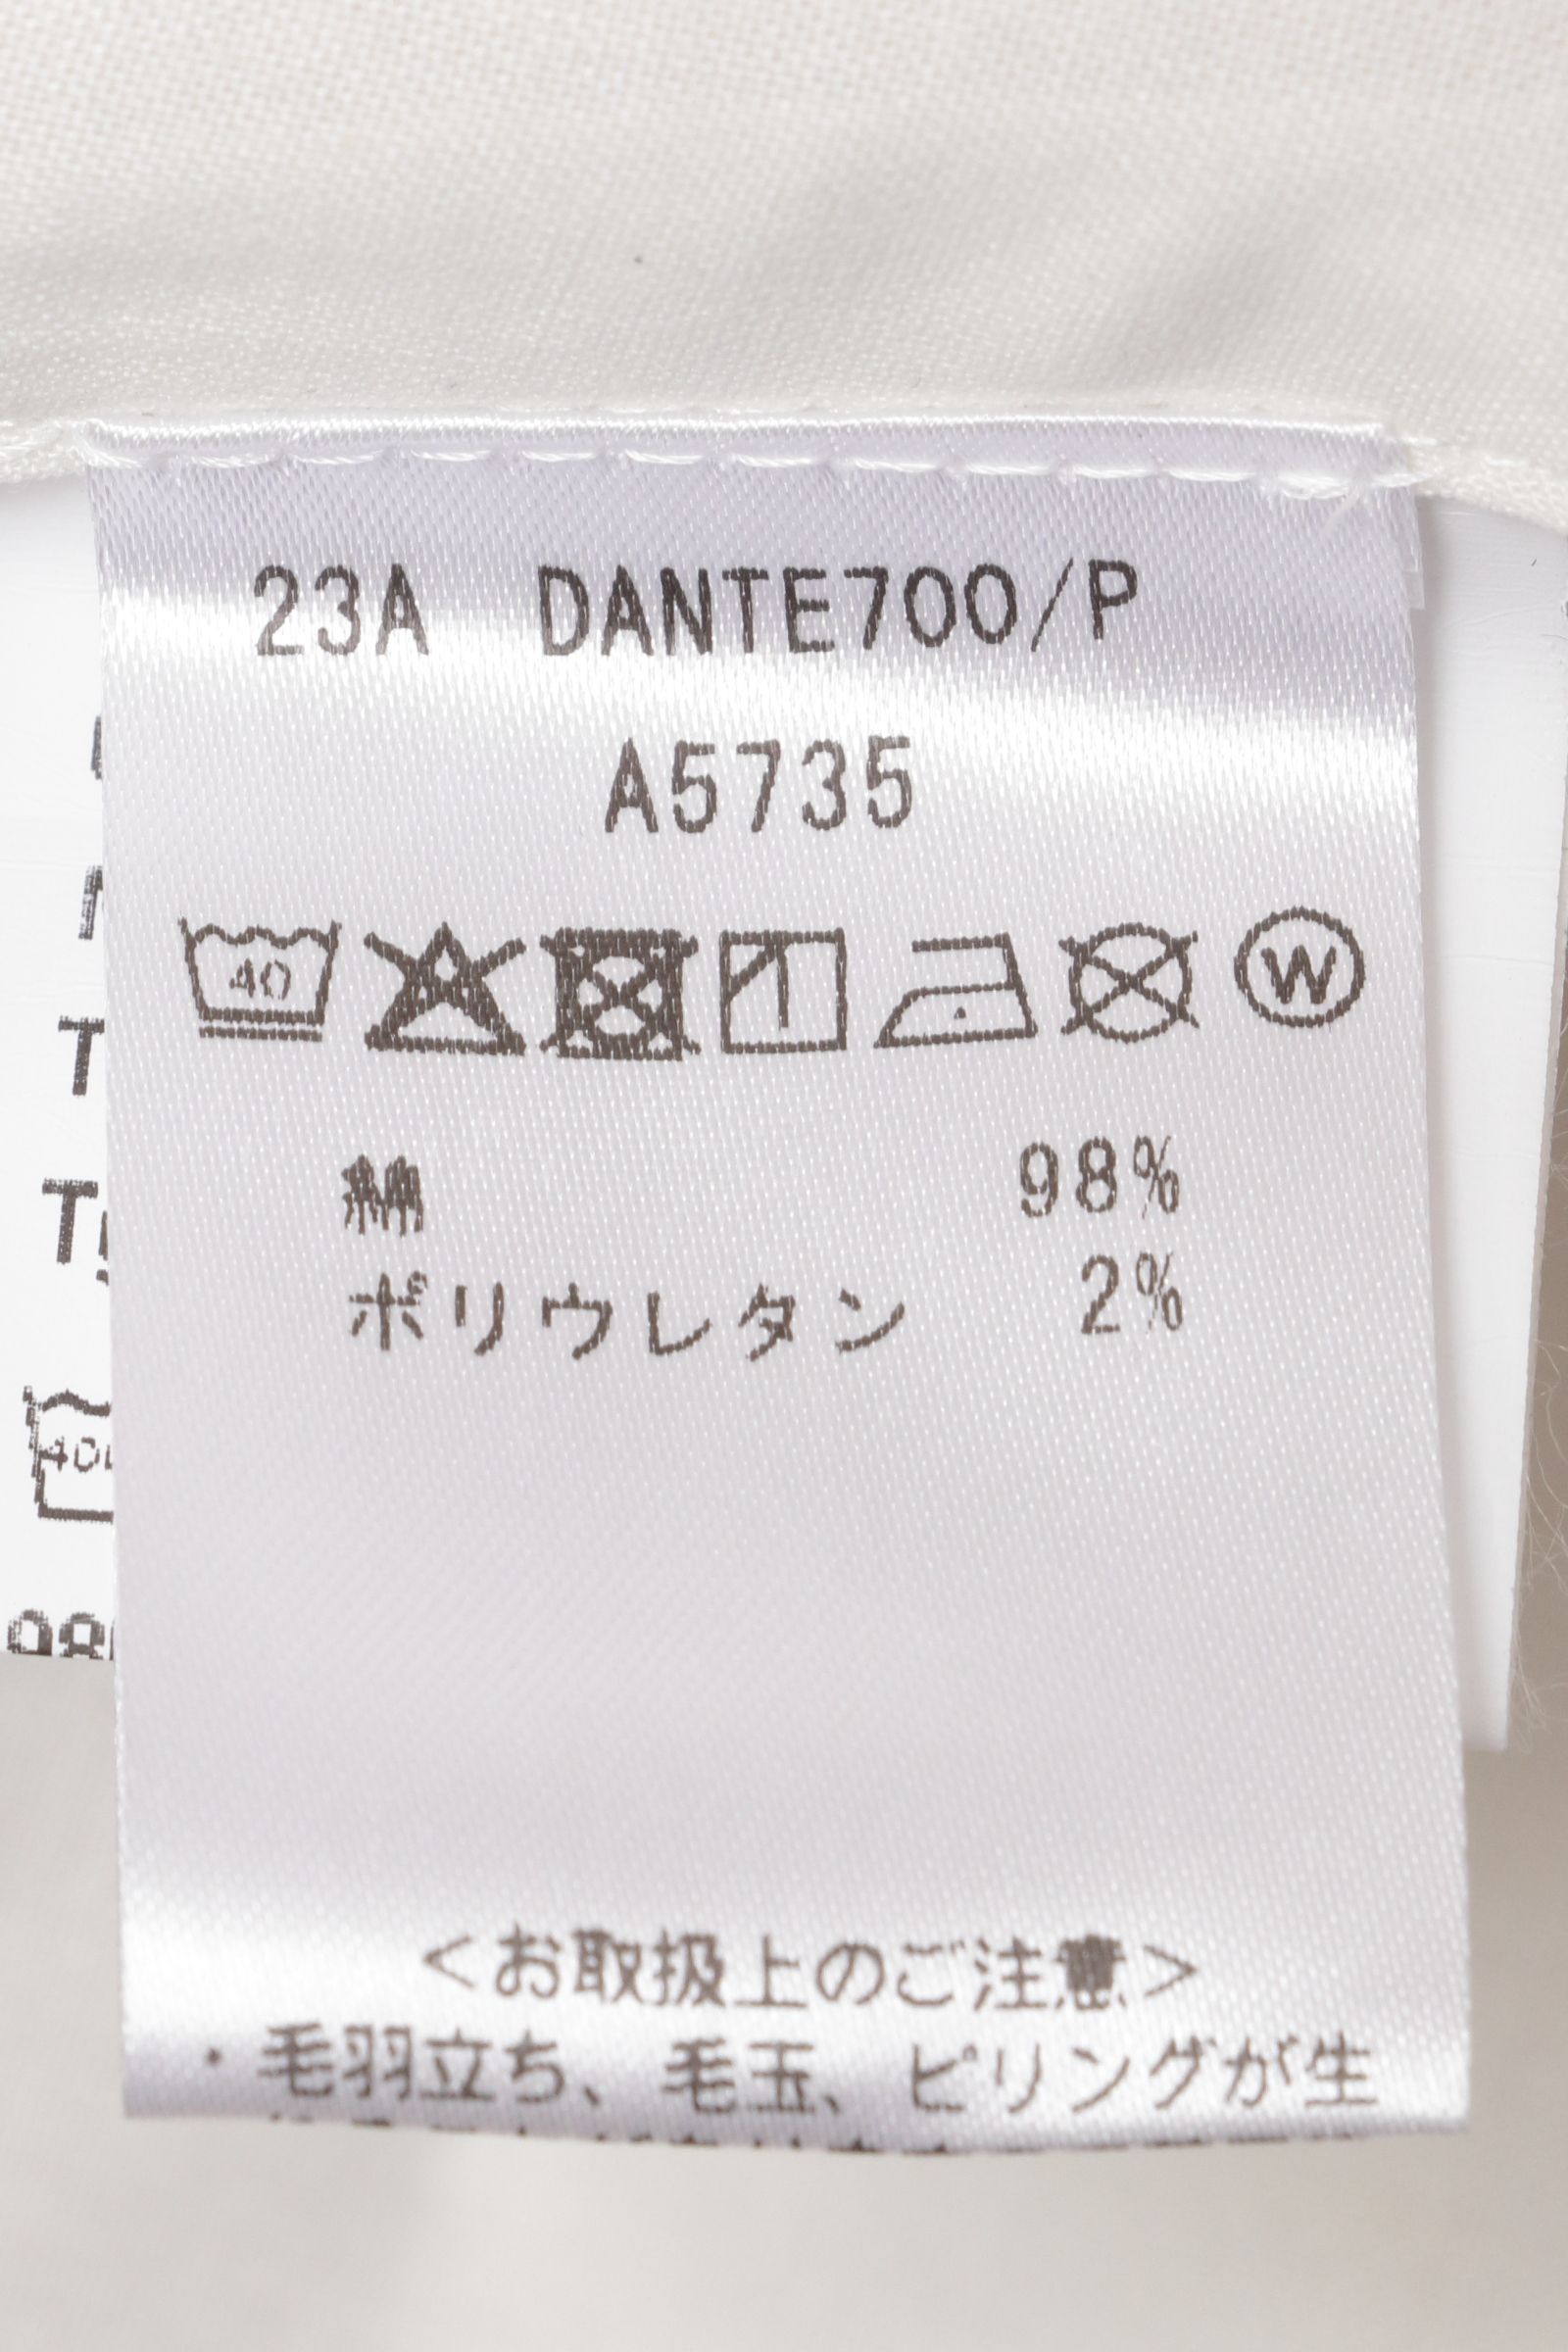 23A DANTE700/P
A5735
40
W
綿 98%
ポリウレタン 2%
<お取扱上のご注意>
・毛羽立ち、毛玉、ピリングが生